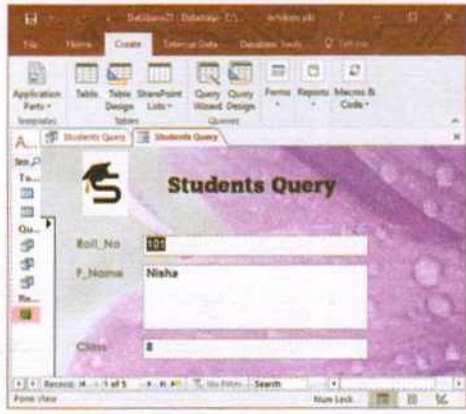 File Home Create External Data Database Tools
Application Parts Table Table Design SharePoint Lists Query Wizard Query Design Forms Reports Macros & Code
Templates Tables Queries
Students Query Students Query
Students Query
Roll_No 101
F_Name Nisha
Class 8
Record: 1 of 5 No Filter Search
Form View Num Lock